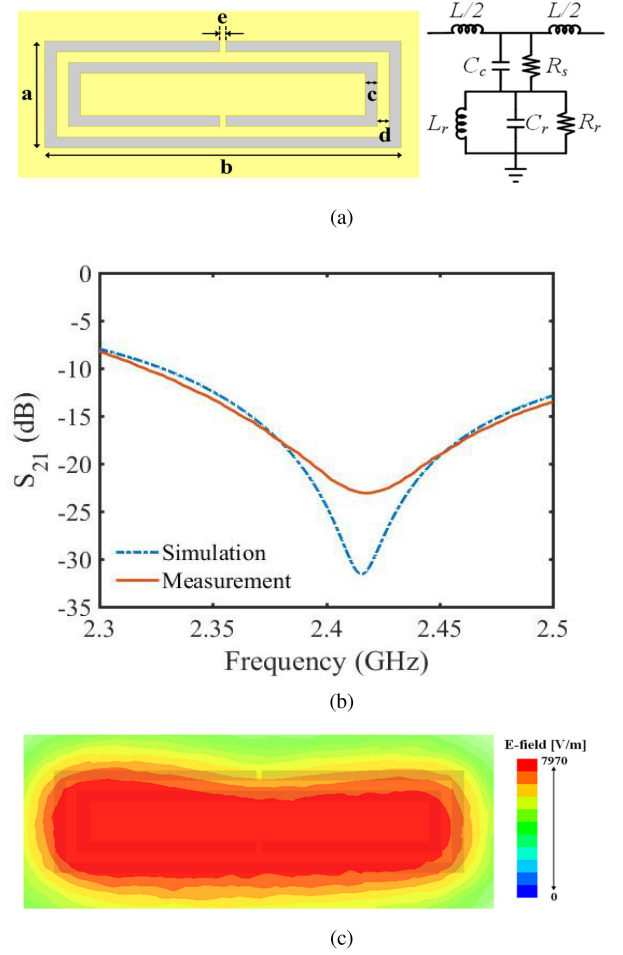 e
a
c
d
b
L/2 L/2
C_c R_s
L_r C_r R_r
(a)
0
-5
-10
-15
-20
-25
-30
-35
S_21 (dB)
Simulation
Measurement
2.3 2.35 2.4 2.45 2.5
Frequency (GHz)
(b)
E-field [V/m]
7970
0
(c)